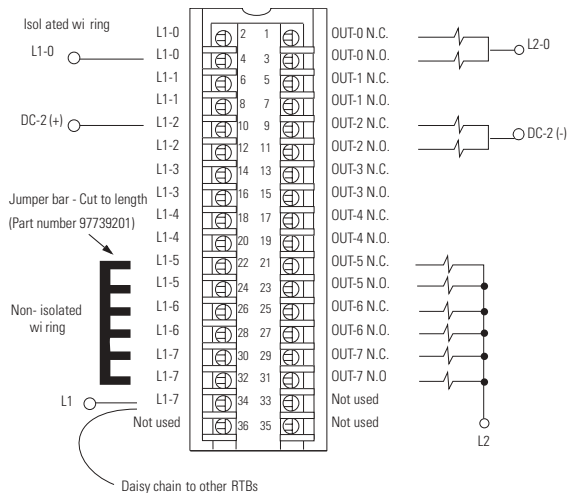 Isol ated wi ring
L1-0 2 1 OUT-0 N.C.
L1-0 L1-0 4 3 OUT-0 N.O. L2-0
L1-1 6 5 OUT-1 N.C.
L1-1 8 7 OUT-1 N.O.
DC-2 (+) L1-2 10 9 OUT-2 N.C. DC-2 (-)
L1-2 12 11 OUT-2 N.O.
L1-3 14 13 OUT-3 N.C.
L1-3 16 15 OUT-3 N.O.
Jumper bar - Cut to length
(Part number 97739201)
L1-4 18 17 OUT-4 N.C.
L1-4 20 19 OUT-4 N.O.
L1-5 22 21 OUT-5 N.C.
L1-5 24 23 OUT-5 N.O.
Non- isolated
wi ring
L1-6 26 25 OUT-6 N.C.
L1-6 28 27 OUT-6 N.O.
L1-7 30 29 OUT-7 N.C.
L1-7 32 31 OUT-7 N.O
L1 L1-7 34 33 Not used
Not used 36 35 Not used
L2
Daisy chain to other RTBs